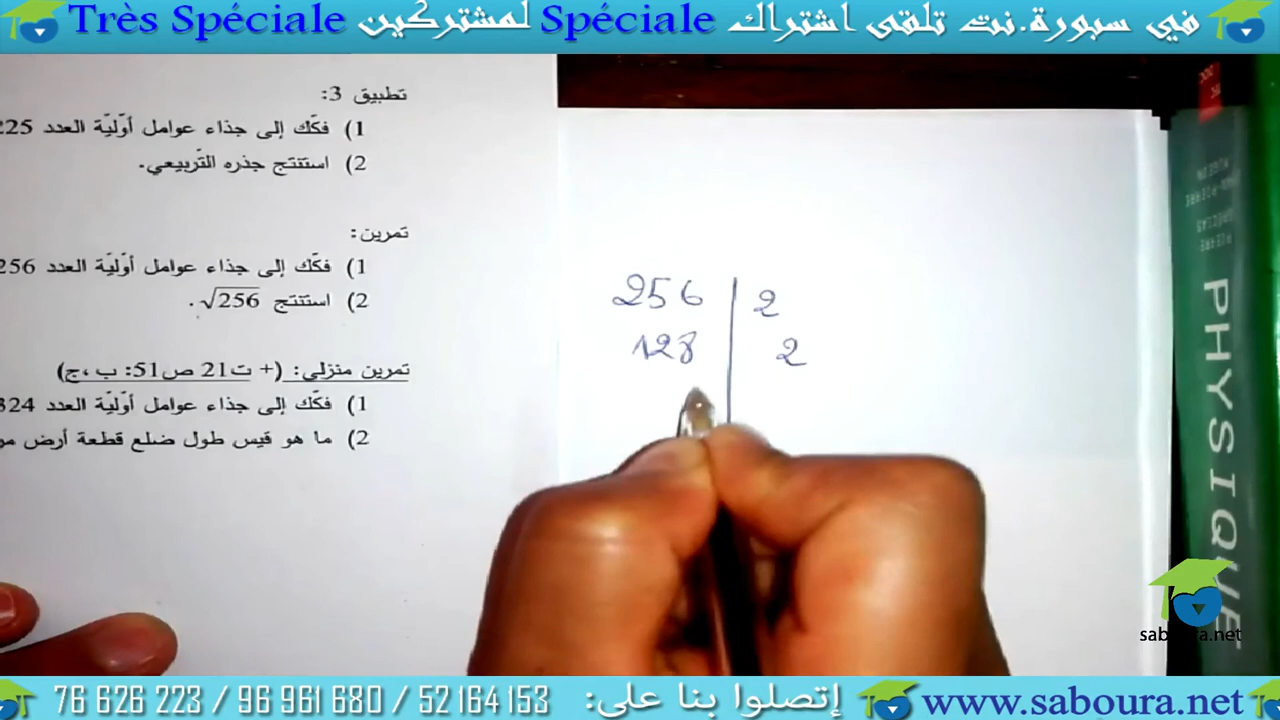 في سبورة.نت تلقى اشتراك Spéciale لمشتركين Très Spéciale
تطبيق 3:
1) فكّك إلى جذاء عوامل أوّليّة العدد 225
2) استنتج جذره التّربيعي.
تمرين:
1) فكّك إلى جذاء عوامل أوّليّة العدد 256
2) استنتج √256 .
تمرين منزلي: (+ ت21 ص51: ب ،ج)
1) فكّك إلى جذاء عوامل أوّليّة العدد 324
2) ما هو قيس طول ضلع قطعة أرض
256 | 2
128 | 2
PHYSIQUE
saboura.net
www.saboura.net إتصلوا بنا على: 76 626 223 / 96 961 680 / 52 164 153